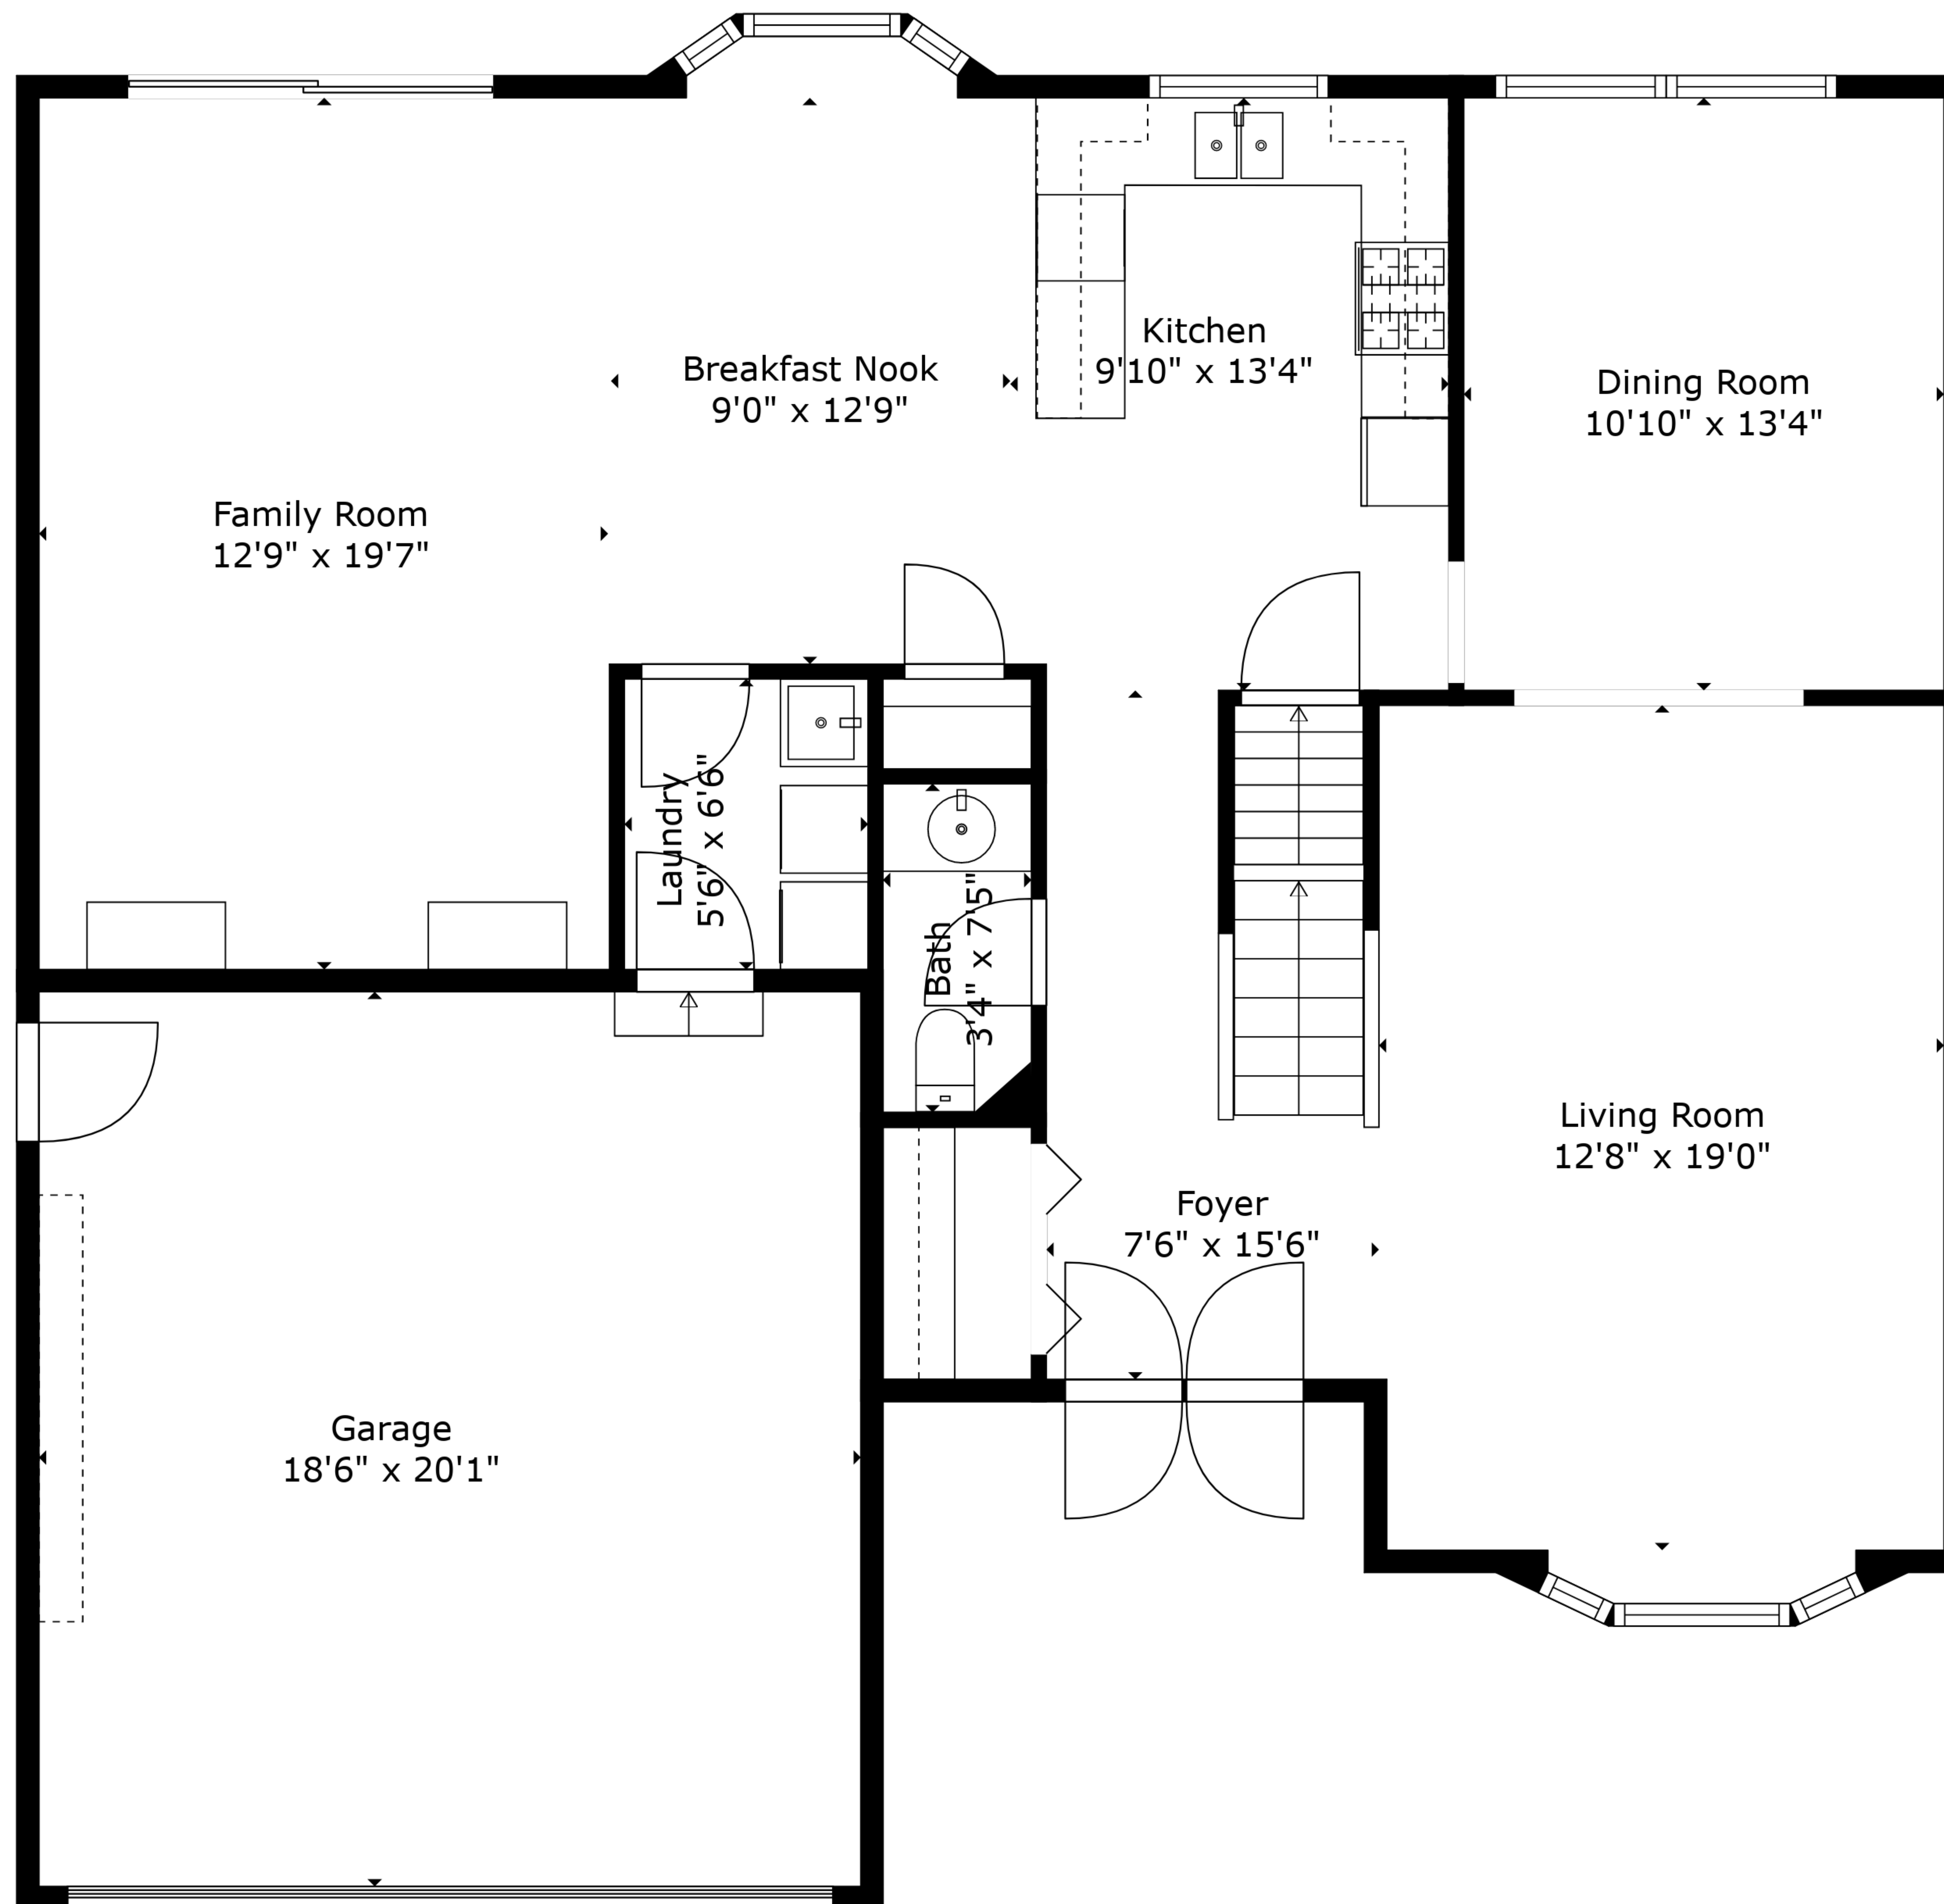 Kitchen
9'10" x 13'4"
Breakfast Nook
9'0" x 12'9"
Dining Room
10'10" x 13'4"
Family Room
12'9" x 19'7"
Laundry
5'6" x 6'6"
Bath
3'4" x 7'5"
Living Room
12'8" x 19'0"
Foyer
7'6" x 15'6"
Garage
18'6" x 20'1"